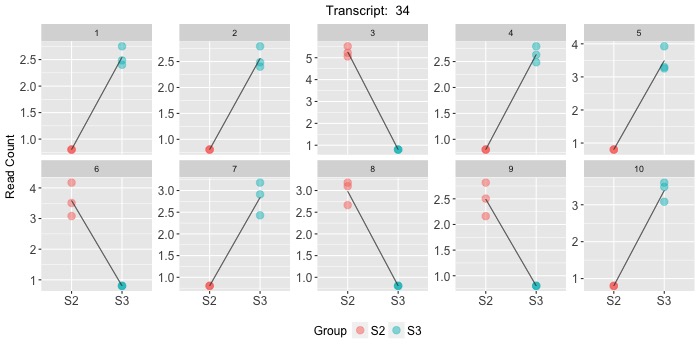 Transcript: 34
1 2 3 4 5
2.5 2.5 5 2.5 4
2.0 2.0 4 2.0 3
1.5 1.5 3 1.5 2
1.0 1.0 2 1.0 1
1
Read Count
6 7 8 9 10
4 3.0 3.0 2.5 3
3 2.5 2.5 2.0 2
2 2.0 2.0 1.5 1
1 1.5 1.5 1.0
1.0 1.0
S2 S3 S2 S3 S2 S3 S2 S3 S2 S3
Group S2 S3